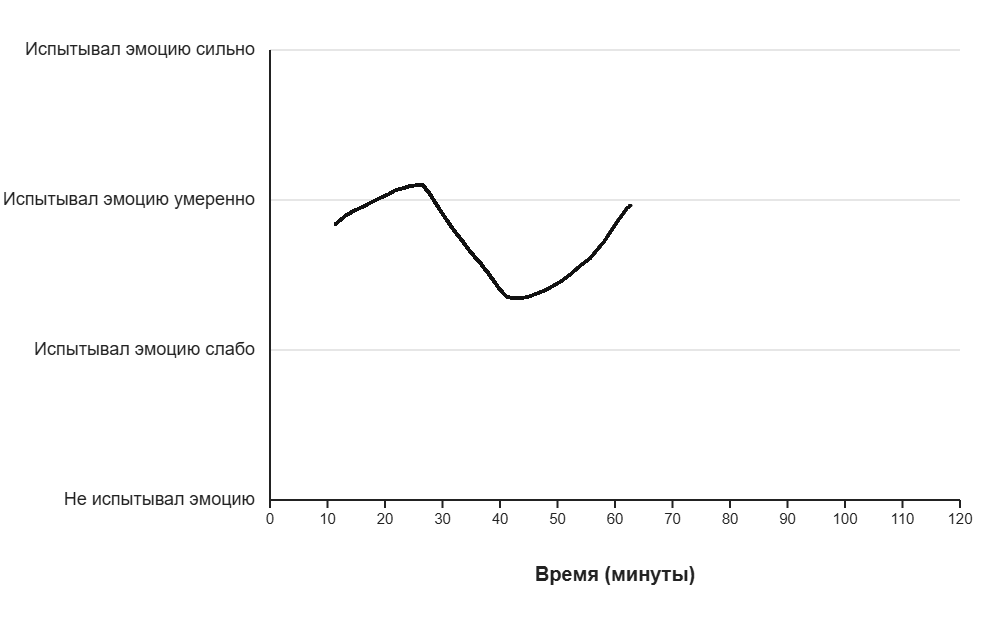 Испытывал эмоцию сильно
Испытывал эмоцию умеренно
Испытывал эмоцию слабо
Не испытывал эмоцию
0 10 20 30 40 50 60 70 80 90 100 110 120
Время (минуты)